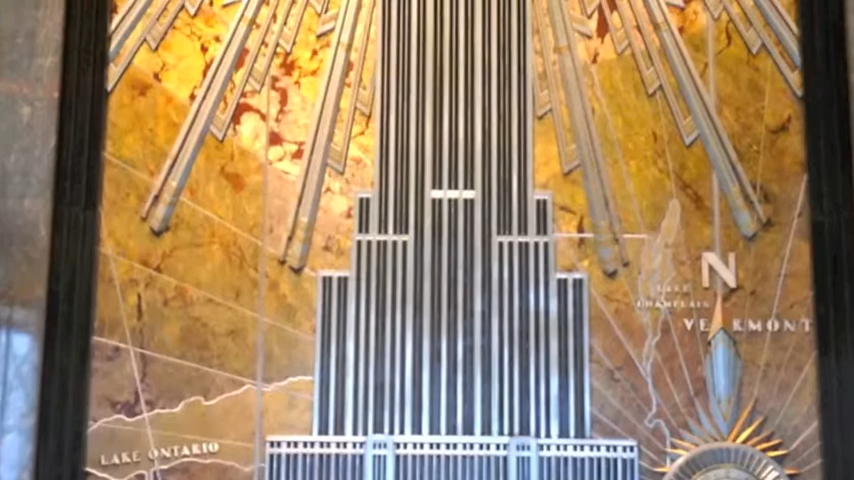 N
LAKE
CHAMPLAIN
VERMONT
LAKE ONTARIO